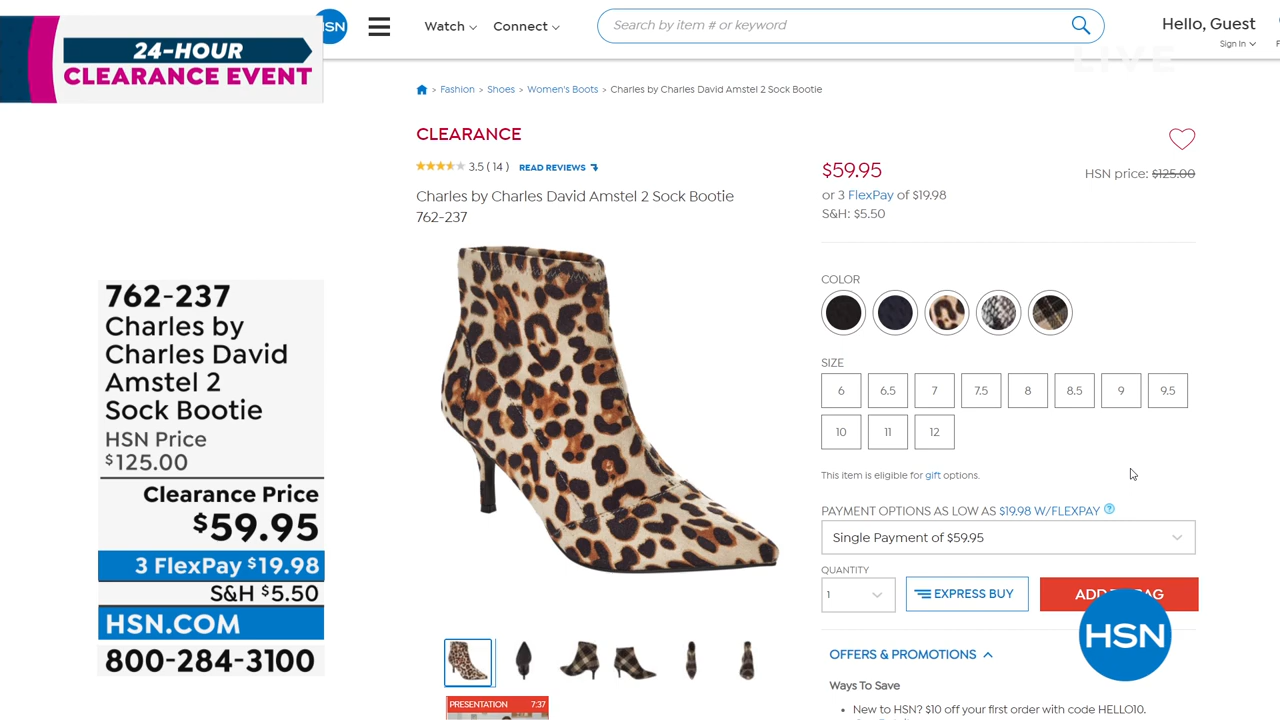 24-HOUR
CLEARANCE EVENT
Watch
Connect
Search by item # or keyword
Hello, Guest
Sign In
LIVE
> Fashion > Shoes > Women's Boots > Charles by Charles David Amstel 2 Sock Bootie
CLEARANCE
3.5 ( 14 ) READ REVIEWS
Charles by Charles David Amstel 2 Sock Bootie
762-237
$59.95
HSN price: $125.00
or 3 FlexPay of $19.98
S&H: $5.50
COLOR
SIZE
6 6.5 7 7.5 8 8.5 9 9.5
10 11 12
This item is eligible for gift options.
PAYMENT OPTIONS AS LOW AS $19.98 W/FLEXPAY ?
Single Payment of $59.95
QUANTITY
1
EXPRESS BUY
HSN
OFFERS & PROMOTIONS
Ways To Save
• New to HSN? $10 off your first order with code HELLO10.
762-237
Charles by
Charles David
Amstel 2
Sock Bootie
HSN Price
$125.00
Clearance Price
$59.95
3 FlexPay $19.98
S&H $5.50
HSN.COM
800-284-3100
PRESENTATION 7:37